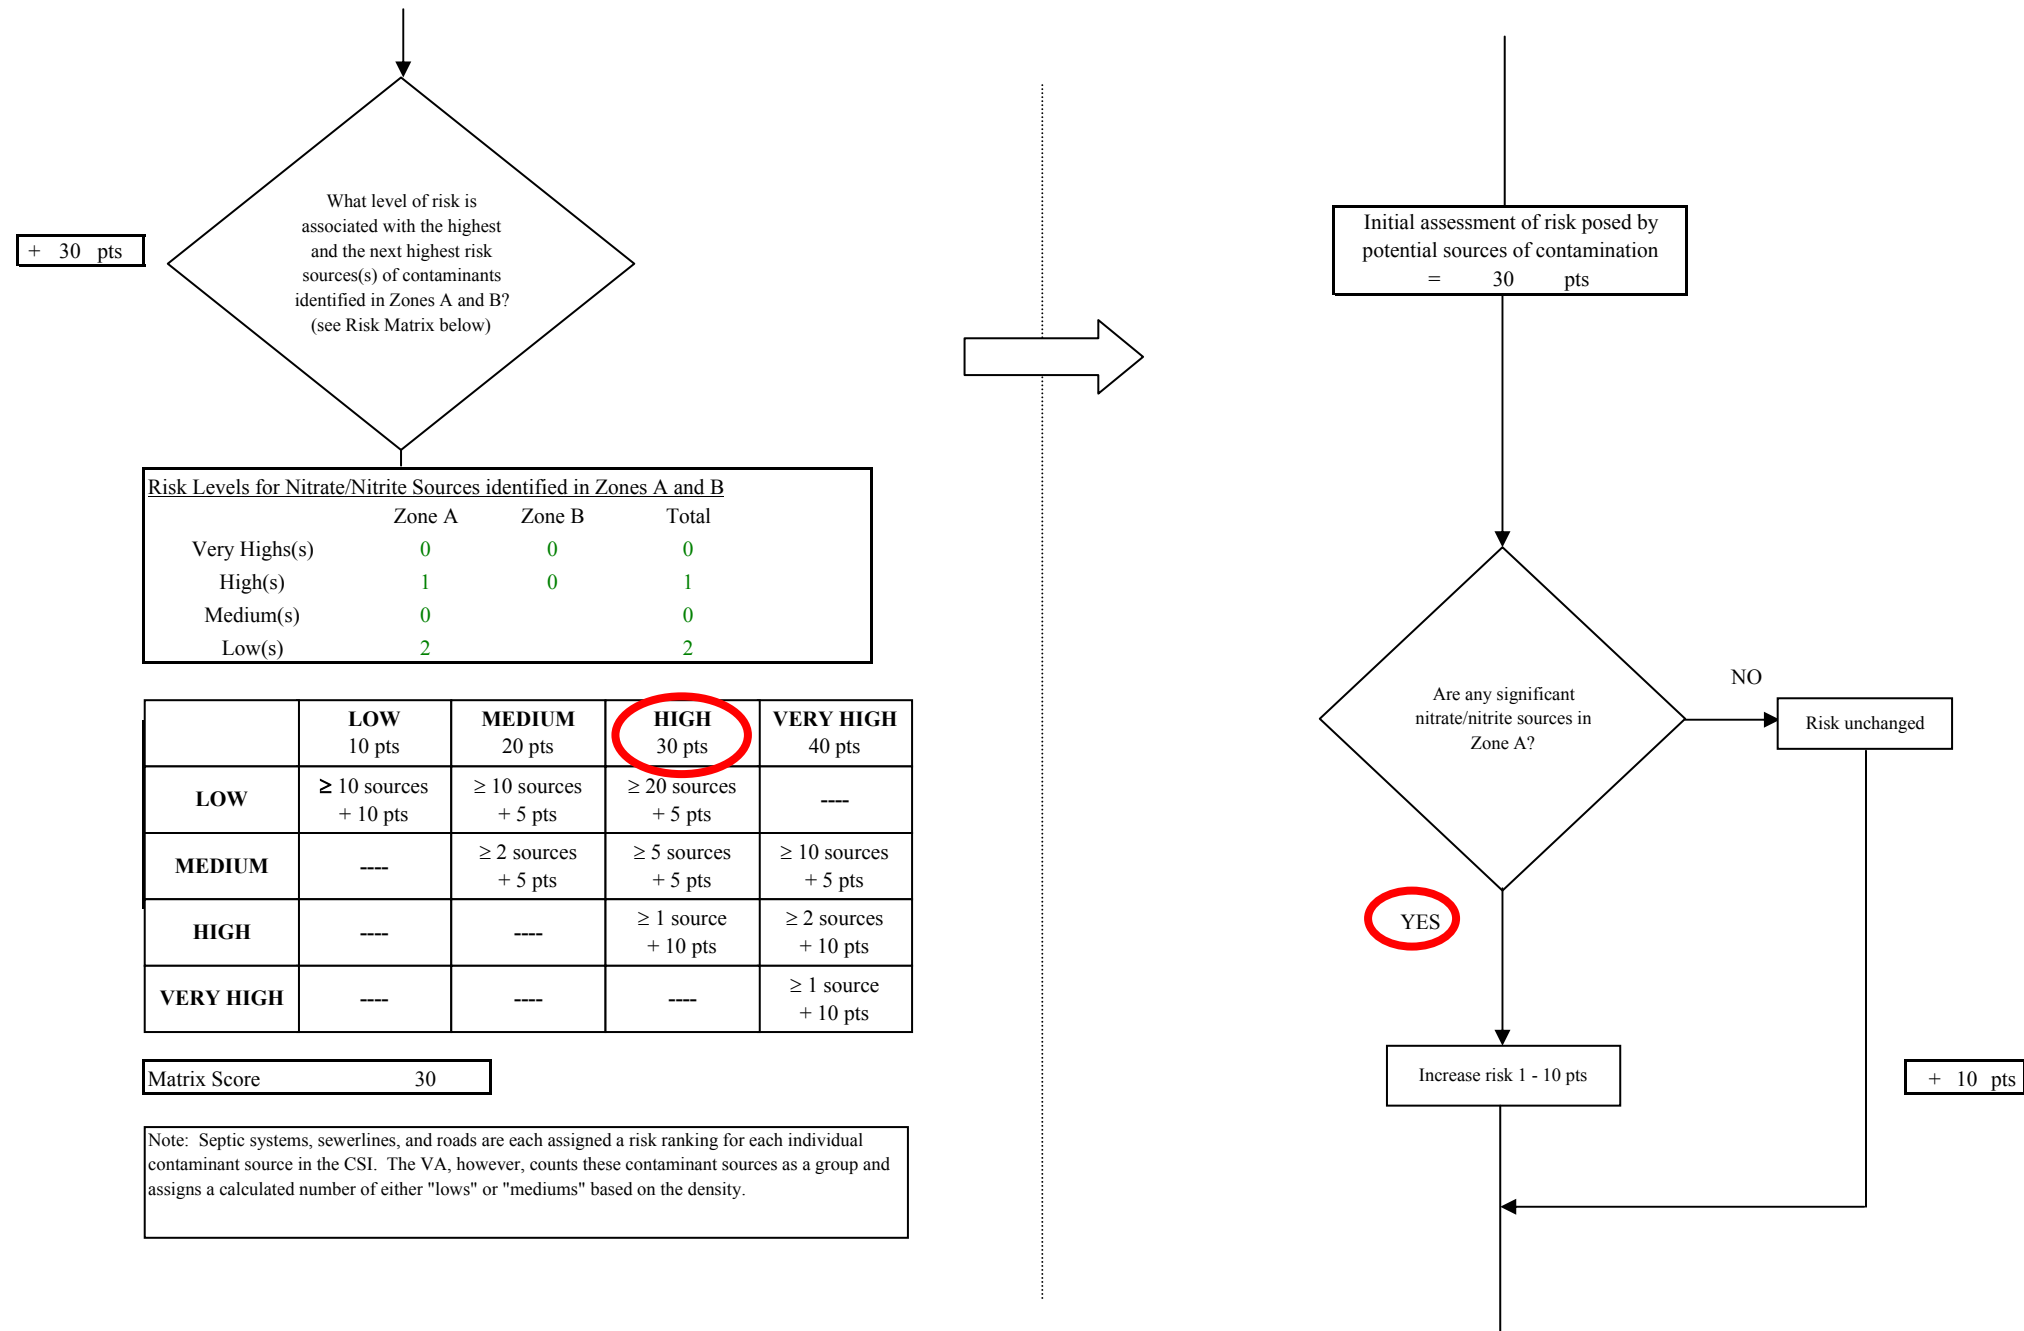 What level of risk is
associated with the highest
and the next highest risk
sources(s) of contaminants
identified in Zones A and B?
(see Risk Matrix below)
+ 30 pts
Risk Levels for Nitrate/Nitrite Sources identified in Zones A and B
Zone A Zone B Total
Very Highs(s) 0 0 0
High(s) 1 0 1
Medium(s) 0 0
Low(s) 2 2
LOW MEDIUM HIGH VERY HIGH
10 pts 20 pts 30 pts 40 pts
LOW ≥ 10 sources ≥ 10 sources ≥ 20 sources ----
+ 10 pts + 5 pts + 5 pts
MEDIUM ---- ≥ 2 sources ≥ 5 sources ≥ 10 sources
+ 5 pts + 5 pts + 5 pts
HIGH ---- ---- ≥ 1 source ≥ 2 sources
+ 10 pts + 10 pts
VERY HIGH ---- ---- ---- ≥ 1 source
+ 10 pts
Matrix Score 30
Note: Septic systems, sewerlines, and roads are each assigned a risk ranking for each individual
contaminant source in the CSI. The VA, however, counts these contaminant sources as a group and
assigns a calculated number of either "lows" or "mediums" based on the density.
Initial assessment of risk posed by
potential sources of contamination
= 30 pts
Are any significant
nitrate/nitrite sources in
Zone A?
NO
Risk unchanged
YES
Increase risk 1 - 10 pts
+ 10 pts